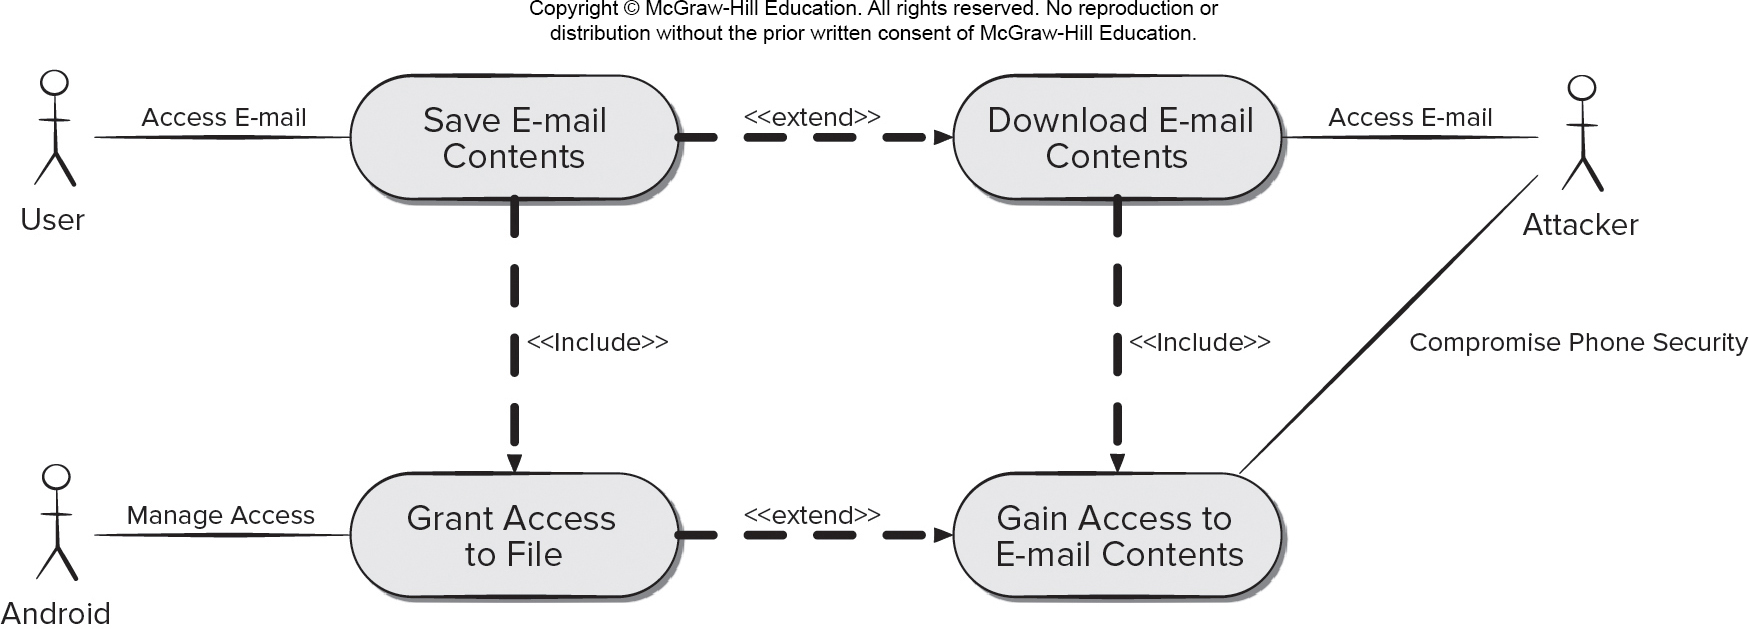 Copyright © McGraw-Hill Education. All rights reserved. No reproduction or
distribution without the prior written consent of McGraw-Hill Education.
Access E-mail
Save E-mail
Contents
<<extend>>
Download E-mail
Contents
Access E-mail
User
Attacker
<<Include>>
<<Include>>
Compromise Phone Security
Manage Access
Grant Access
to File
<<extend>>
Gain Access to
E-mail Contents
Android